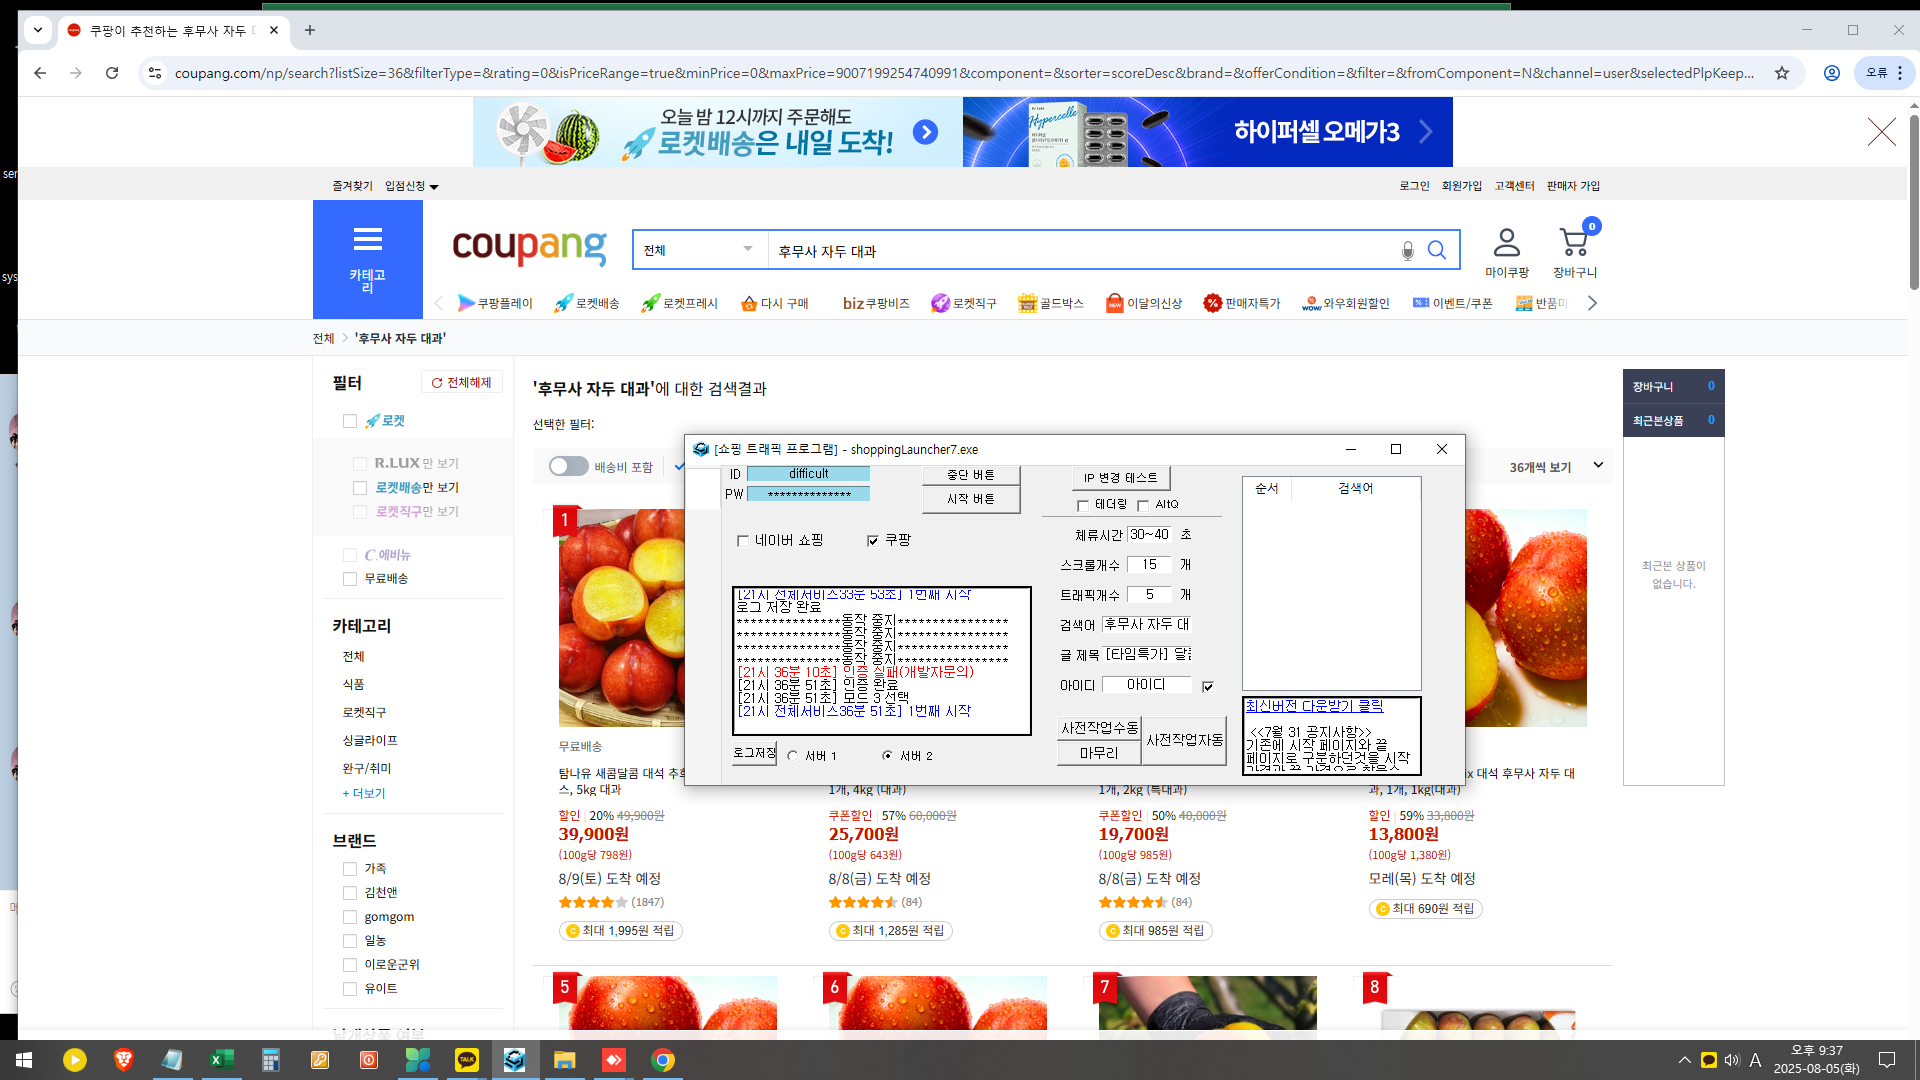 쿠팡이 추천하는 후무사 자두
coupang.com/np/search?listSize=36&filterType=&rating=0&isPriceRange=true&minPrice=0&maxPrice=9007199254740991&component=&sorter=scoreDesc&brand=&offerCondition=&filter=&fromComponent=N&channel=user&selectedPlpKeep...
오류
오늘 밤 12시까지 주문해도
로켓배송은 내일 도착!
Hypercelle
하이퍼셀 오메가3
즐겨찾기 입점신청
로그인 회원가입 고객센터 판매자 가입
카테고리
coupang
전체
후무사 자두 대과
마이쿠팡
0
장바구니
쿠팡플레이 로켓배송 로켓프레시 다시 구매 biz 쿠팡비즈 로켓직구 골드박스 이달의신상 판매자특가 와우회원할인 이벤트/쿠폰 반품마
전체 > '후무사 자두 대과'
필터
전체해제
로켓
R.LUX 만 보기
로켓배송만 보기
로켓직구만 보기
C.에비뉴
무료배송
카테고리
전체
식품
로켓직구
싱글라이프
완구/취미
+ 더보기
브랜드
가족
김천앤
gomgom
일농
이로운군위
유이트
'후무사 자두 대과'에 대한 검색결과
선택한 필터:
배송비 포함
36개씩 보기
장바구니 0
최근본상품 0
최근본 상품이
없습니다.
[쇼핑 트래픽 프로그램] - shoppingLauncher7.exe
ID difficult
PW **************
중단 버튼
시작 버튼
네이버 쇼핑
쿠팡
[21시 전체서비스33분 53초] 1번째 시작
로그 저장 완료
***************동작 중지****************
***************동작 중지****************
***************동작 중지****************
***************동작 중지****************
[21시 36분 10초] 인증 실패(개발자문의)
[21시 36분 51초] 인증 완료
[21시 36분 51초] 모드 3 선택
[21시 전체서비스36분 51초] 1번째 시작
로그저장
서버 1
서버 2
IP 변경 테스트
테더링
AltQ
체류시간 30~40 초
스크롤개수 15 개
트래픽개수 5 개
검색어 후무사 자두 대
글 제목 [타임특가] 달콤
아이디 아이디
사전작업수동
마무리
사전작업자동
순서 검색어
최신버전 다운받기 클릭
<<7월 31 공지사항>>
기존에 시작 페이지와 끝
페이지로 구분하던것을 시작
1
무료배송
탐나유 새콤달콤 대석 추희
스, 5kg 대과
할인 20% 49,900원
39,900원
(100g당 798원)
8/9(토) 도착 예정
(1847)
최대 1,995원 적립
1개, 4kg (대과)
쿠폰할인 57% 60,000원
25,700원
(100g당 643원)
8/8(금) 도착 예정
(84)
최대 1,285원 적립
1개, 2kg (특대과)
쿠폰할인 50% 40,000원
19,700원
(100g당 985원)
8/8(금) 도착 예정
(84)
최대 985원 적립
x 대석 후무사 자두 대
과, 1개, 1kg(대과)
할인 59% 33,800원
13,800원
(100g당 1,380원)
모레(목) 도착 예정
최대 690원 적립
5
6
7
8
ser
sys
TALK
A
오후 9:37
2025-08-05(화)